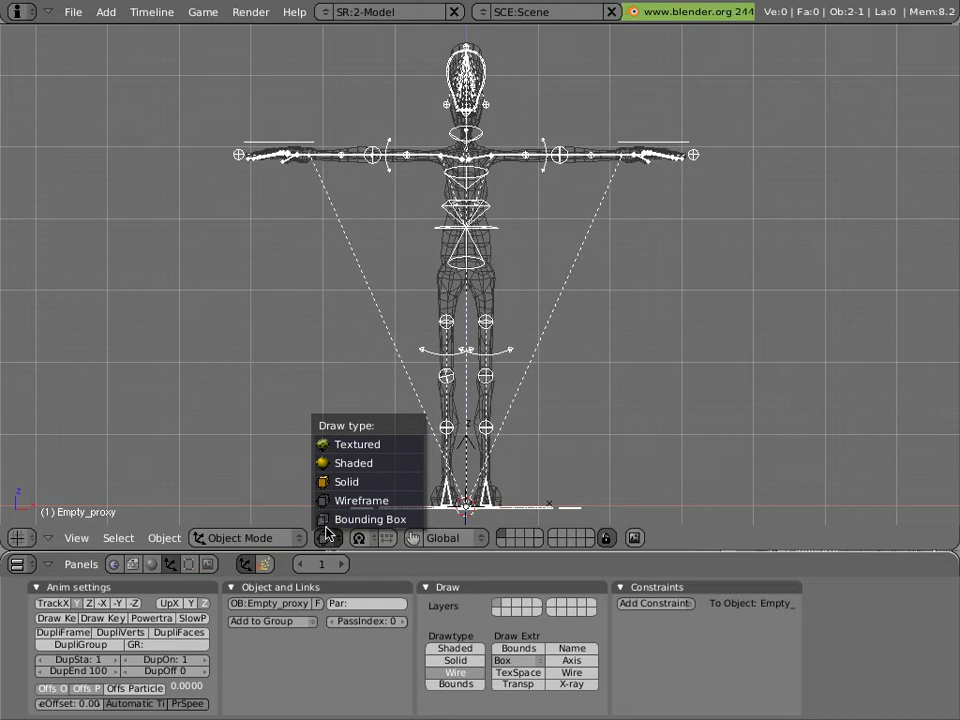 File Add Timeline Game Render Help SR:2-Model SCE:Scene www.blender.org 244 Ve:0 | Fa:0 | Ob:2-1 | La:0 | Mem:8.2
Draw type:
Textured
Shaded
Solid
Wireframe
Bounding Box
z
x
(1) Empty_proxy
View Select Object Object Mode Global
Panels 1
Anim settings
TrackX Y Z -X -Y -Z UpX Y Z
Draw Ke Draw Key Powertra SlowP
DupliFrame DupliVerts DupliFaces
DupliGroup GR:
DupSta: 1 DupOn: 1
DupEnd 100 DupOff 0
Offs O Offs P Offs Particle 0.0000
eOffset: 0.00 Automatic Ti PrSpee
Object and Links
OB:Empty_proxy F Par:
Add to Group PassIndex: 0
Draw
Layers
Drawtype Draw Extr
Shaded Bounds Name
Solid Box Axis
Wire TexSpace Wire
Bounds Transp X-ray
Constraints
Add Constraint To Object: Empty_